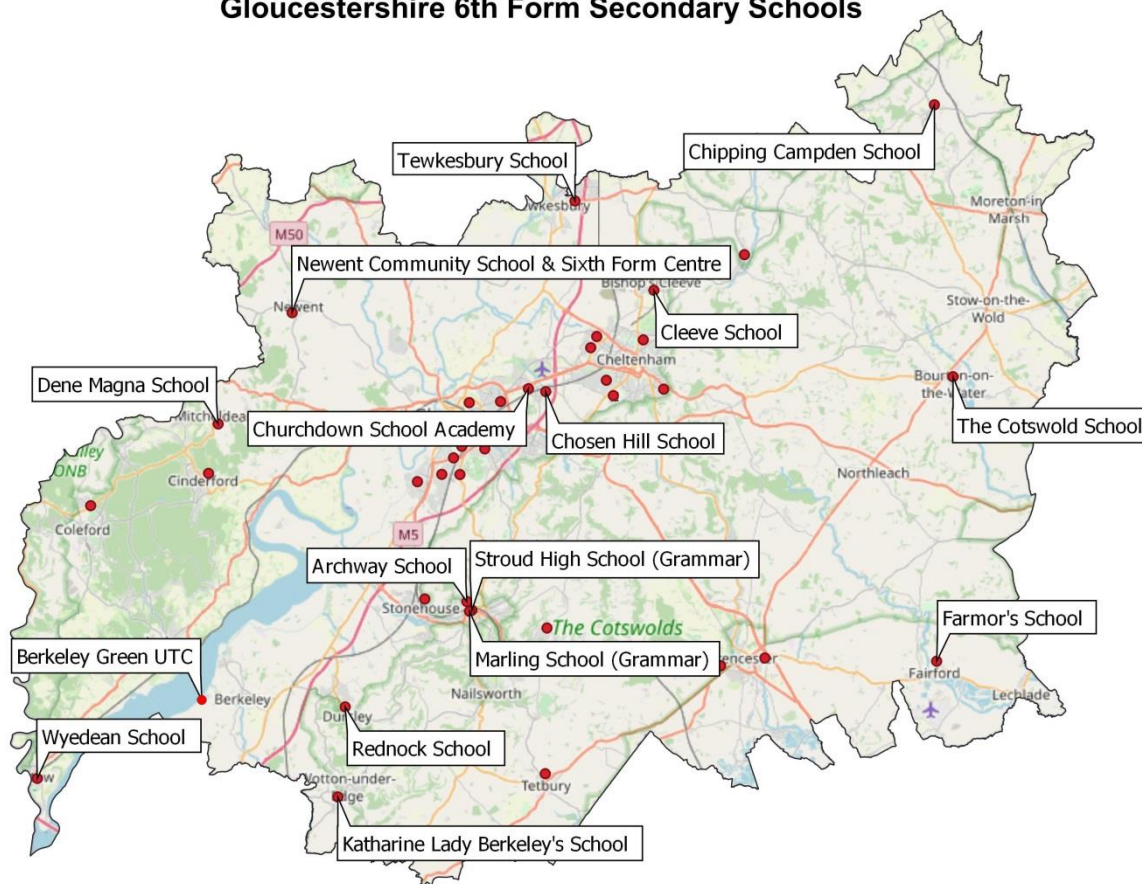 Gloucestershire 6th Form Secondary Schools
Chipping Campden School
Tewkesbury School
Moreton-in
Marsh
M50
Newent Community School & Sixth Form Centre
Bishop's Cleeve
Newent
Stow-on-the-
Wold
Cleeve School
Cheltenham
Dene Magna School
Bourton-on-
the-Water
Churchdown School Academy
Chosen Hill School
The Cotswold School
Cinderford
Northleach
Coleford
M5
Archway School
Stroud High School (Grammar)
Stonehouse
The Cotswolds
Farmor's School
Berkeley Green UTC
Marling School (Grammar)
Fairford
Berkeley
Nailsworth
Lechlade
Wyedean School
Rednock School
Wotton-under-
Tetbury
Katharine Lady Berkeley's School